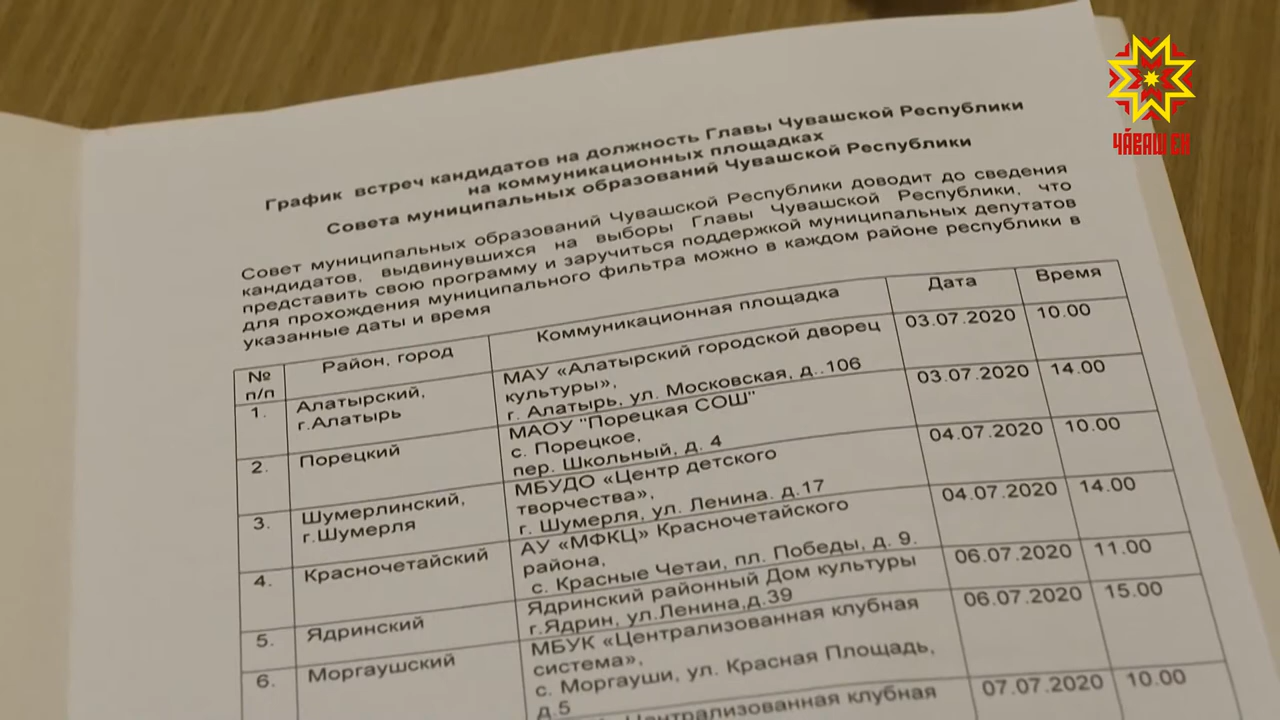 График встреч кандидатов на должность Главы Чувашской Республики
на коммуникационных площадках
Совета муниципальных образований Чувашской Республики
Совет муниципальных образований Чувашской Республики доводит до сведения
кандидатов, выдвинувшихся на выборы Главы Чувашской Республики, что
представить свою программу и заручиться поддержкой муниципальных депутатов
для прохождения муниципального фильтра можно в каждом районе республики в
указанные даты и время
№ п/п Район, город Коммуникационная площадка Дата Время
1. Алатырский, г.Алатырь
МАУ «Алатырский городской дворец
культуры»,
г. Алатырь, ул. Московская, д..106
03.07.2020 10.00
2. Порецкий
МАОУ "Порецкая СОШ"
с. Порецкое,
пер. Школьный, д. 4
03.07.2020 14.00
3. Шумерлинский, г.Шумерля
МБУДО «Центр детского
творчества»,
г. Шумерля, ул. Ленина. д.17
04.07.2020 10.00
4. Красночетайский
АУ «МФКЦ» Красночетайского
района,
с. Красные Четаи, пл. Победы, д. 9.
04.07.2020 14.00
5. Ядринский
Ядринский районный Дом культуры
г.Ядрин, ул.Ленина,д.39
06.07.2020 11.00
6. Моргаушский
МБУК «Централизованная клубная
система»,
с. Моргауши, ул. Красная Площадь,
д.5
06.07.2020 15.00
клубная
07.07.2020 10.00
ЧӐВАШ ЕН